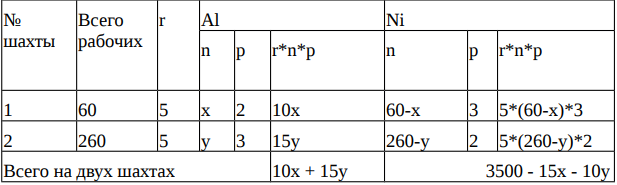 № шахты Всего рабочих r Al Ni
n p r*n*p n p r*n*p
1 60 5 x 2 10x 60-x 3 5*(60-x)*3
2 260 5 y 3 15y 260-y 2 5*(260-y)*2
Всего на двух шахтах 10x + 15y 3500 - 15x - 10y